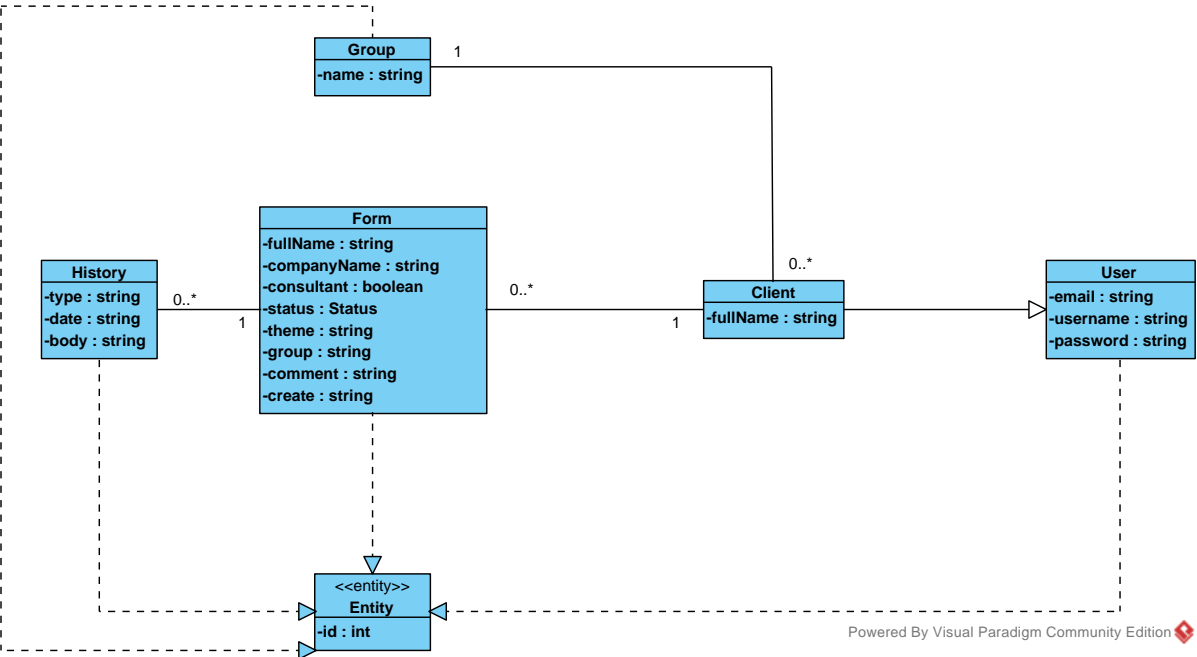 Group
-name : string
1
Form
-fullName : string
-companyName : string
-consultant : boolean
-status : Status
-theme : string
-group : string
-comment : string
-create : string
History
-type : string
-date : string
-body : string
0..*
1
0..*
1
0..*
Client
-fullName : string
User
-email : string
-username : string
-password : string
<<entity>>
Entity
-id : int
Powered By Visual Paradigm Community Edition